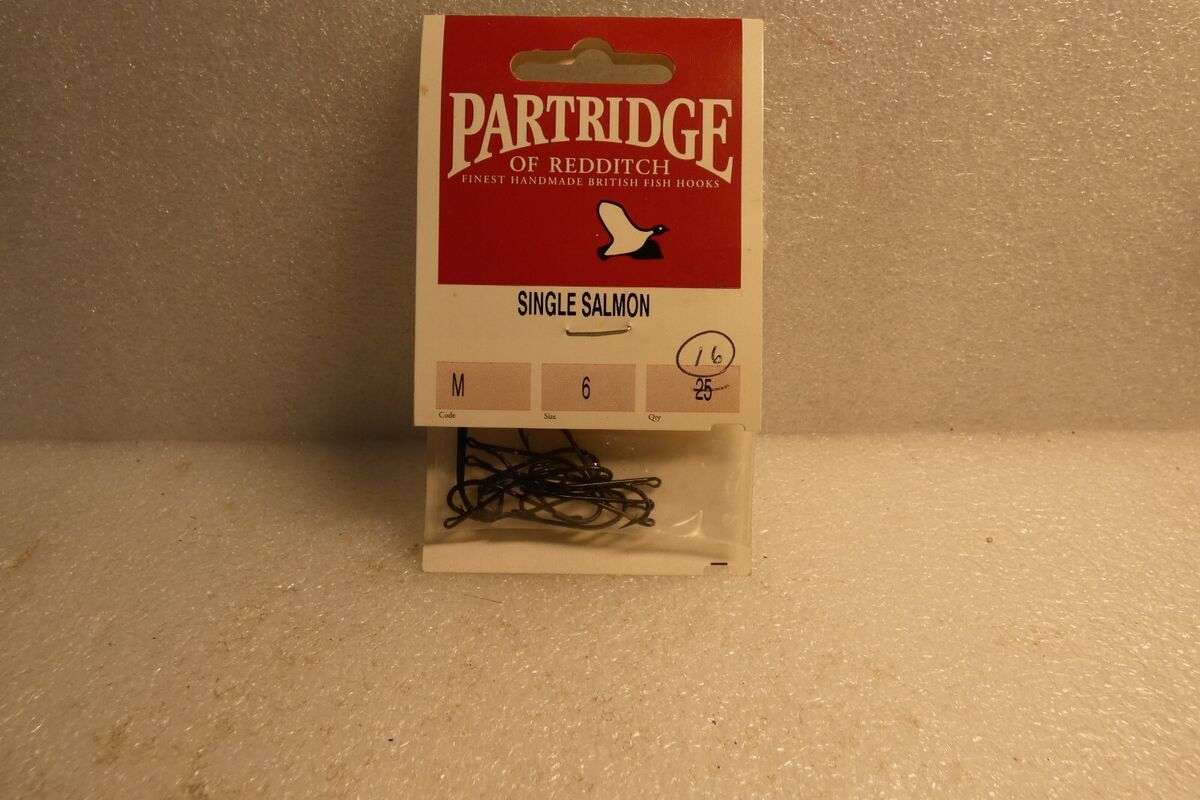 PARTRIDGE
OF REDDITCH
FINEST HANDMADE BRITISH FISH HOOKS
SINGLE SALMON
16
M 6 25
Code Size Qty